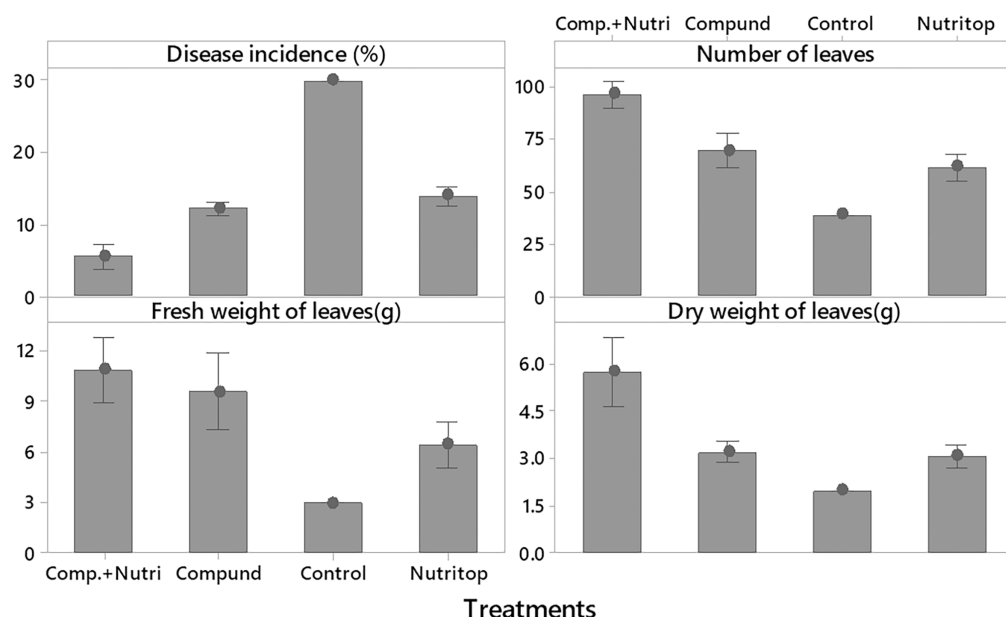 Comp.+Nutri Compund Control Nutritop
Disease incidence (%)
30
20
10
0
Number of leaves
100
75
50
25
0
Fresh weight of leaves(g)
12
9
6
3
0
Dry weight of leaves(g)
6.0
4.5
3.0
1.5
0.0
Comp.+Nutri Compund Control Nutritop
Treatments